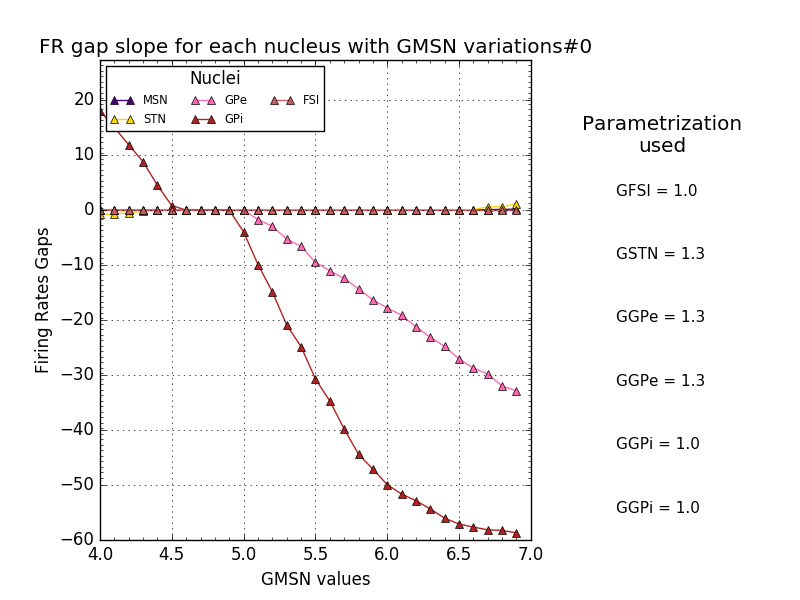 FR gap slope for each nucleus with GMSN variations#0
Nuclei
MSN GPe FSI
STN GPi
20
10
0
−10
−20
−30
−40
−50
−60
Firing Rates Gaps
4.0 4.5 5.0 5.5 6.0 6.5 7.0
GMSN values
Parametrization
used
GFSI = 1.0
GSTN = 1.3
GGPe = 1.3
GGPe = 1.3
GGPi = 1.0
GGPi = 1.0